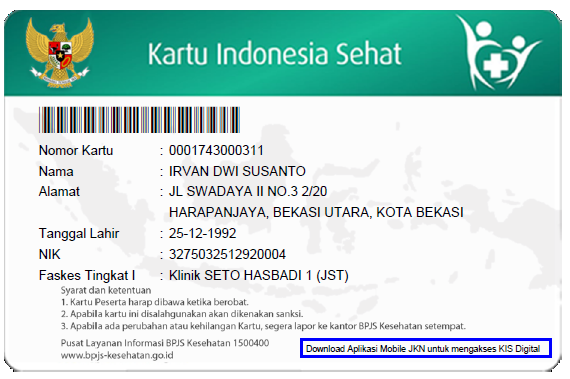 Kartu Indonesia Sehat
Nomor Kartu : 0001743000311
Nama : IRVAN DWI SUSANTO
Alamat : JL SWADAYA II NO.3 2/20
HARAPANJAYA, BEKASI UTARA, KOTA BEKASI
Tanggal Lahir : 25-12-1992
NIK : 3275032512920004
Faskes Tingkat I : Klinik SETO HASBADI 1 (JST)
Syarat dan ketentuan
1. Kartu Peserta harap dibawa ketika berobat.
2. Apabila kartu ini disalahgunakan akan dikenakan sanksi.
3. Apabila ada perubahan atau kehilangan Kartu, segera lapor ke kantor BPJS Kesehatan setempat.
Pusat Layanan Informasi BPJS Kesehatan 1500400
www.bpjs-kesehatan.go.id
Download Aplikasi Mobile JKN untuk mengakses KIS Digital